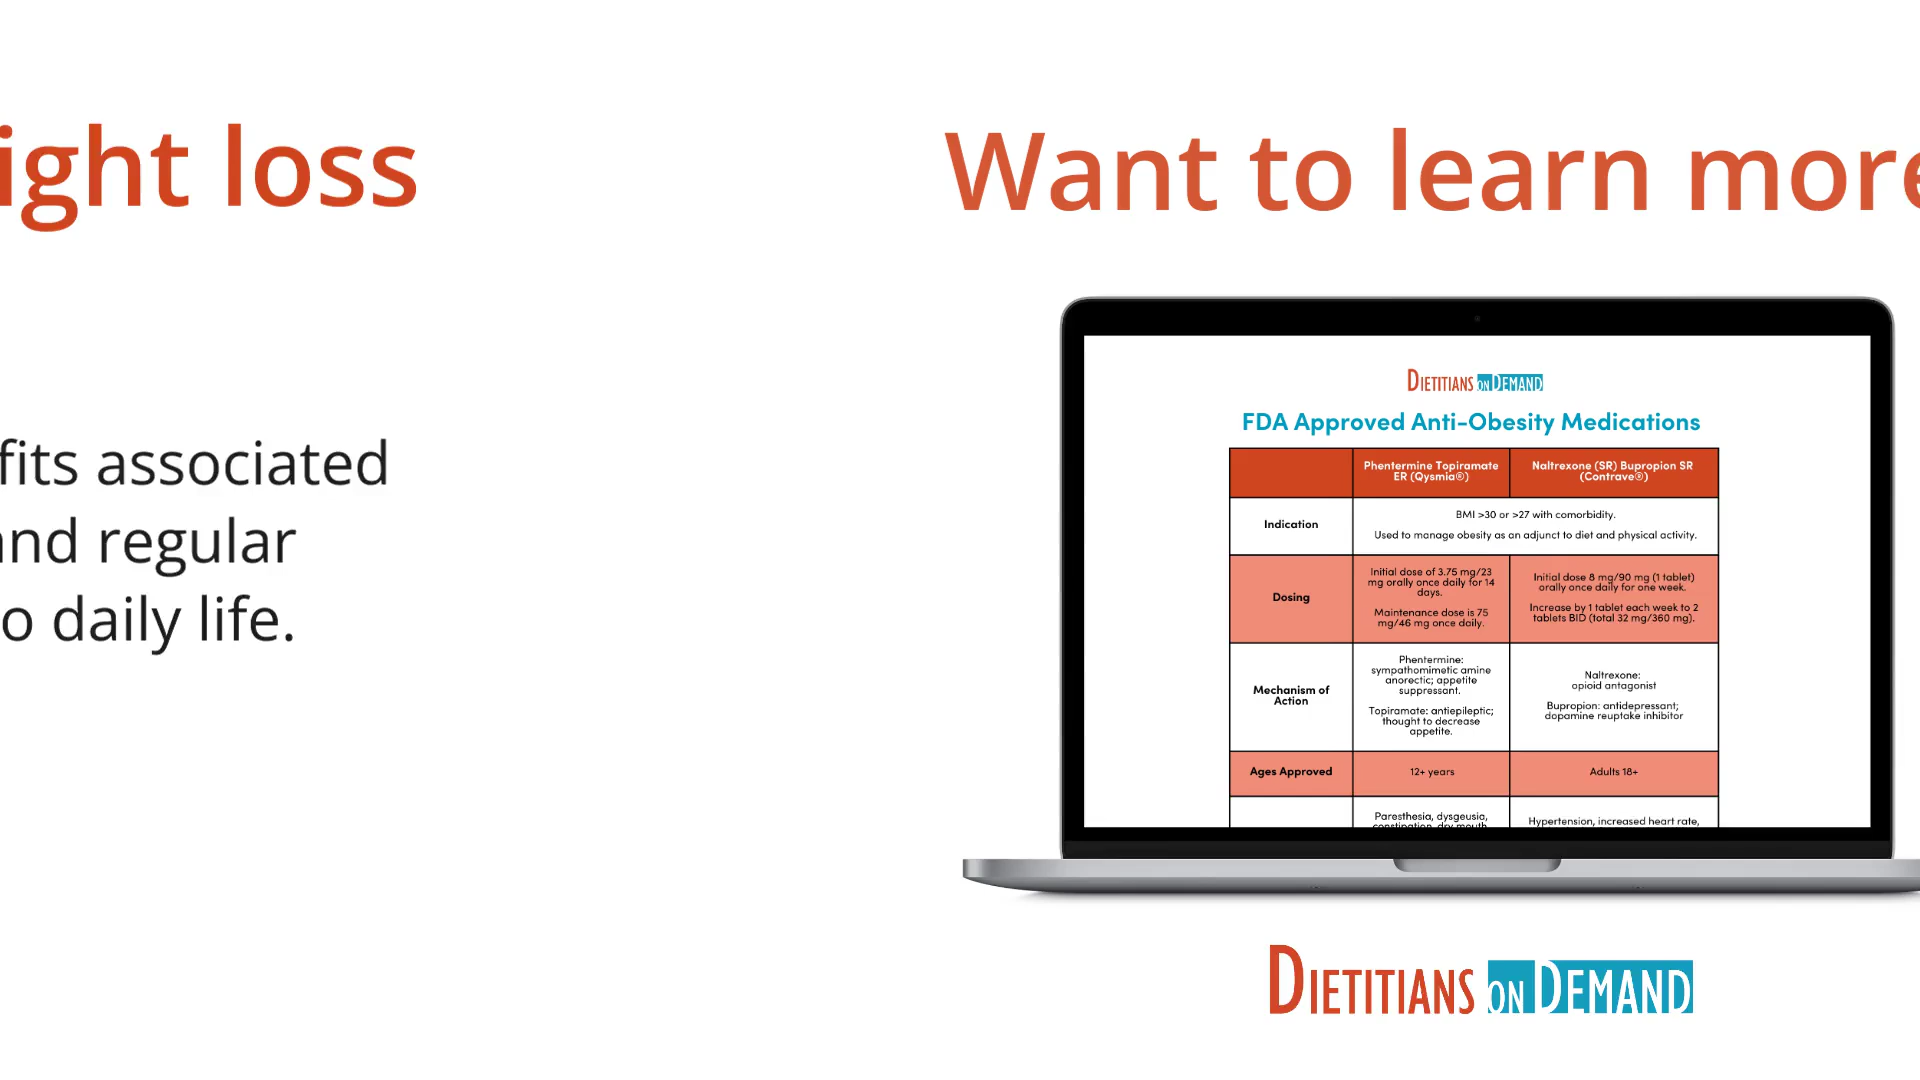 ight loss
fits associated
and regular
o daily life.
Want to learn more
DIETITIANS ON DEMAND
FDA Approved Anti-Obesity Medications
Phentermine Topiramate
ER (Qysmia®)
Naltrexone (SR) Bupropion SR
(Contrave®)
Indication
BMI >30 or >27 with comorbidity.
Used to manage obesity as an adjunct to diet and physical activity.
Dosing
Initial dose of 3.75 mg/23
mg orally once daily for 14
days.
Maintenance dose is 75
mg/46 mg once daily.
Initial dose 8 mg/90 mg (1 tablet)
orally once daily for one week.
Increase by 1 tablet each week to 2
tablets BID (total 32 mg/360 mg).
Mechanism of
Action
Phentermine:
sympathomimetic amine
anorectic; appetite
suppressant.
Topiramate: antiepileptic;
thought to decrease
appetite.
Naltrexone:
opioid antagonist
Bupropion: antidepressant;
dopamine reuptake inhibitor
Ages Approved
12+ years
Adults 18+
Paresthesia, dysgeusia,
constipation, dry mouth
Hypertension, increased heart rate,
DIETITIANS ON DEMAND